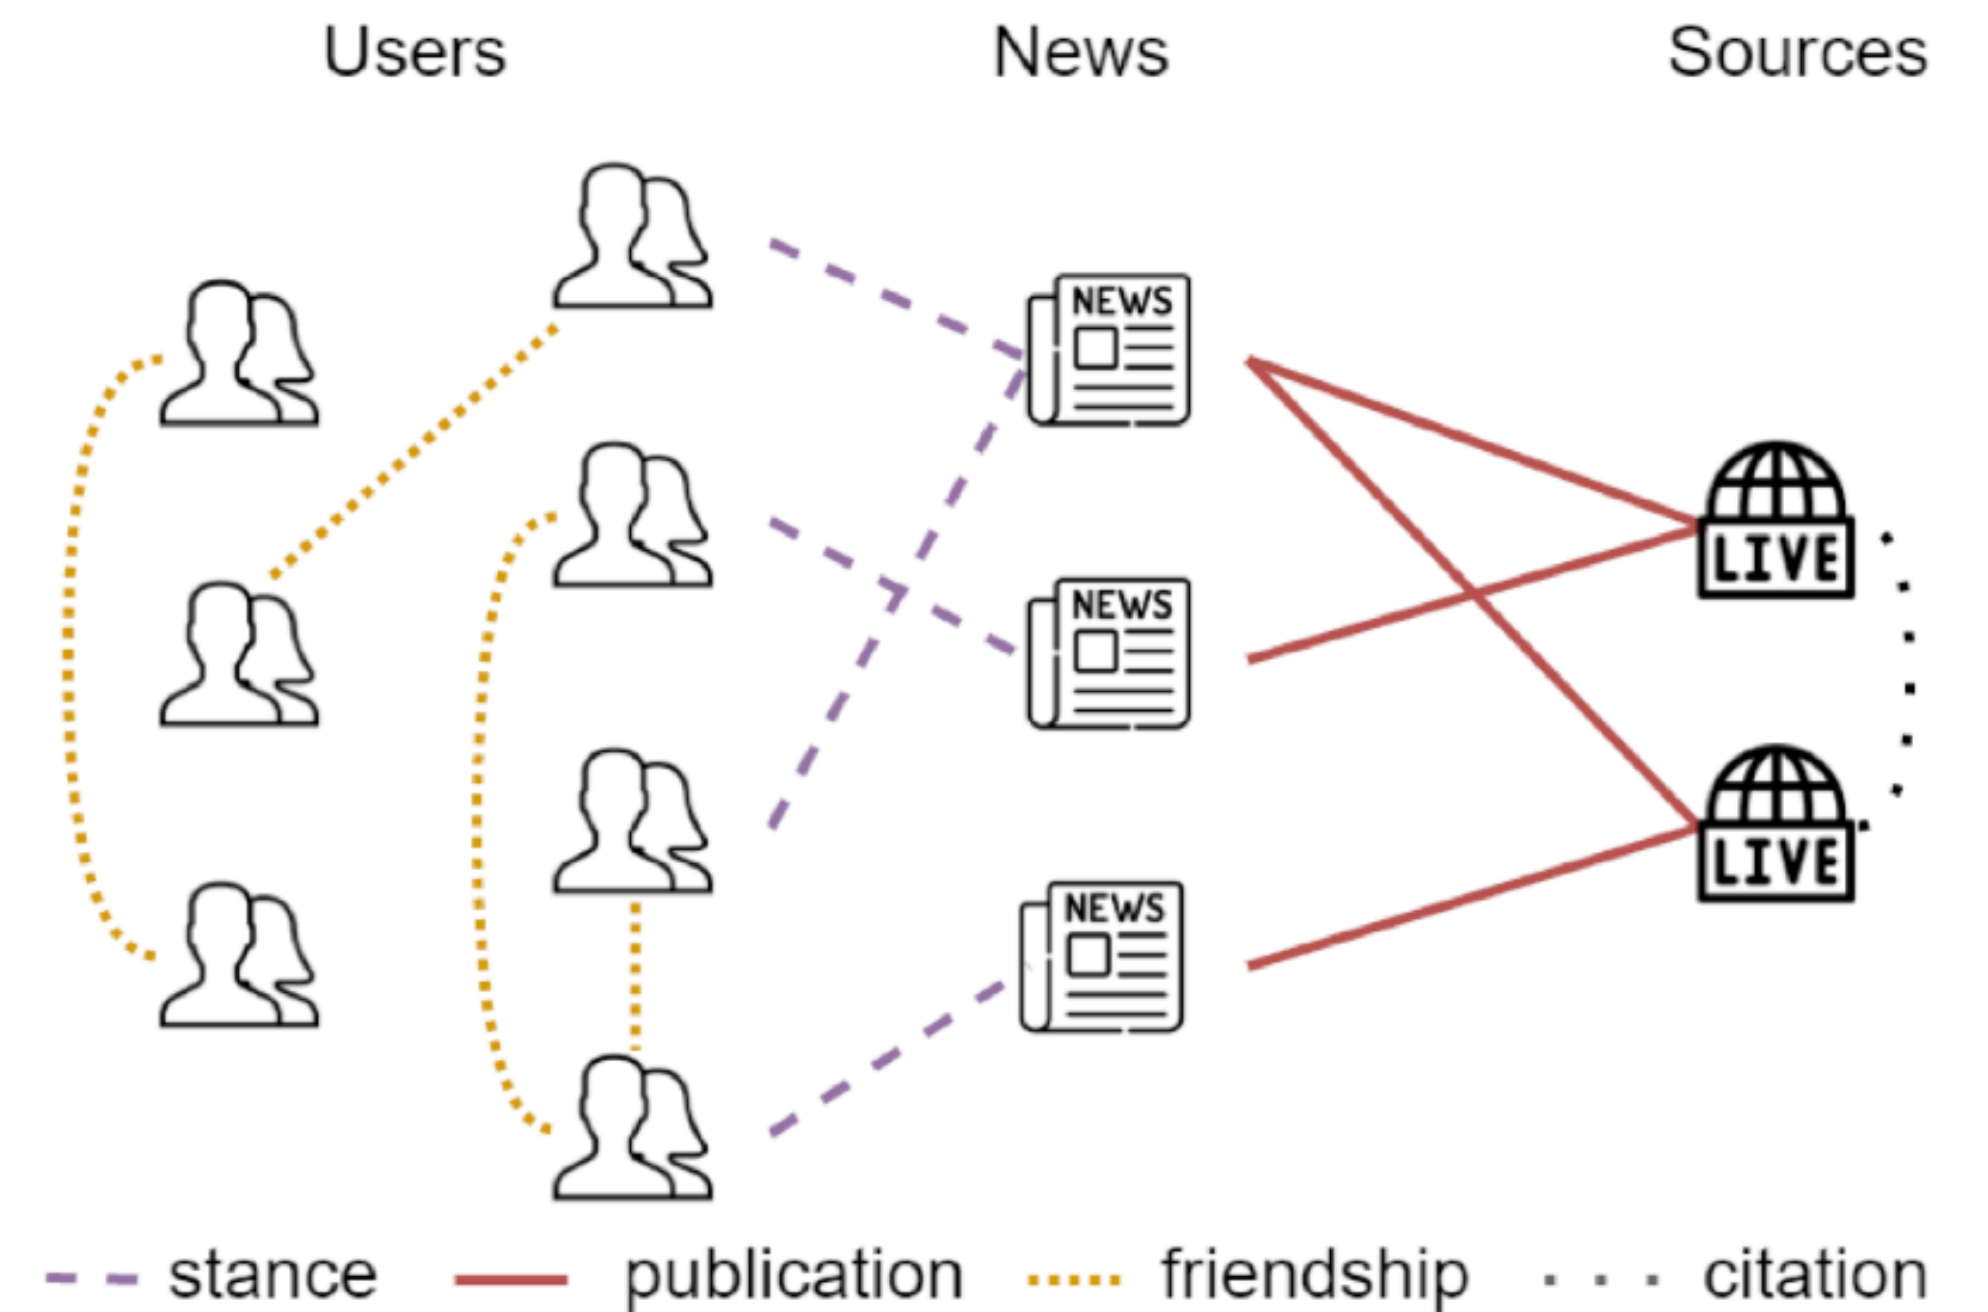 Users News Sources
NEWS
NEWS
NEWS
LIVE
LIVE
stance publication friendship citation